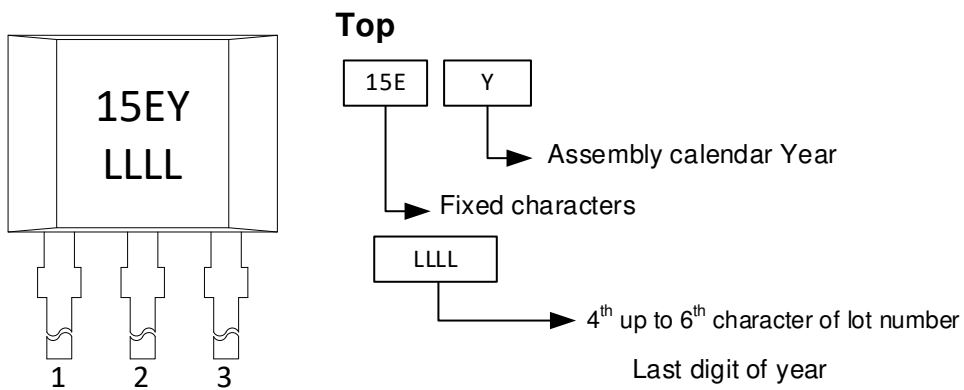 15EY
LLLL
1 2 3
Top
15E Y
Assembly calendar Year
Fixed characters
LLLL
4th up to 6th character of lot number
Last digit of year